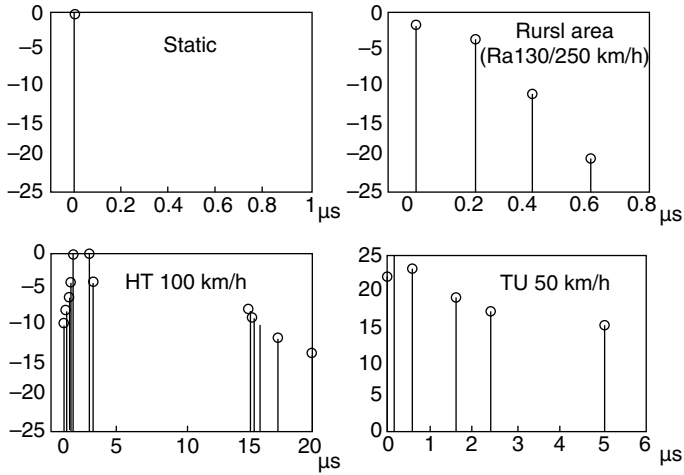 0
−5
−10
−15
−20
−25
Static
0 0.2 0.4 0.6 0.8 1
µs
0
−5
−10
−15
−20
−25
Rursl area
(Ra130/250 km/h)
0 0.2 0.4 0.6 0.8
µs
0
−5
−10
−15
−20
−25
HT 100 km/h
0 5 10 15 20
µs
25
20
15
10
5
0
TU 50 km/h
0 1 2 3 4 5 6
µs